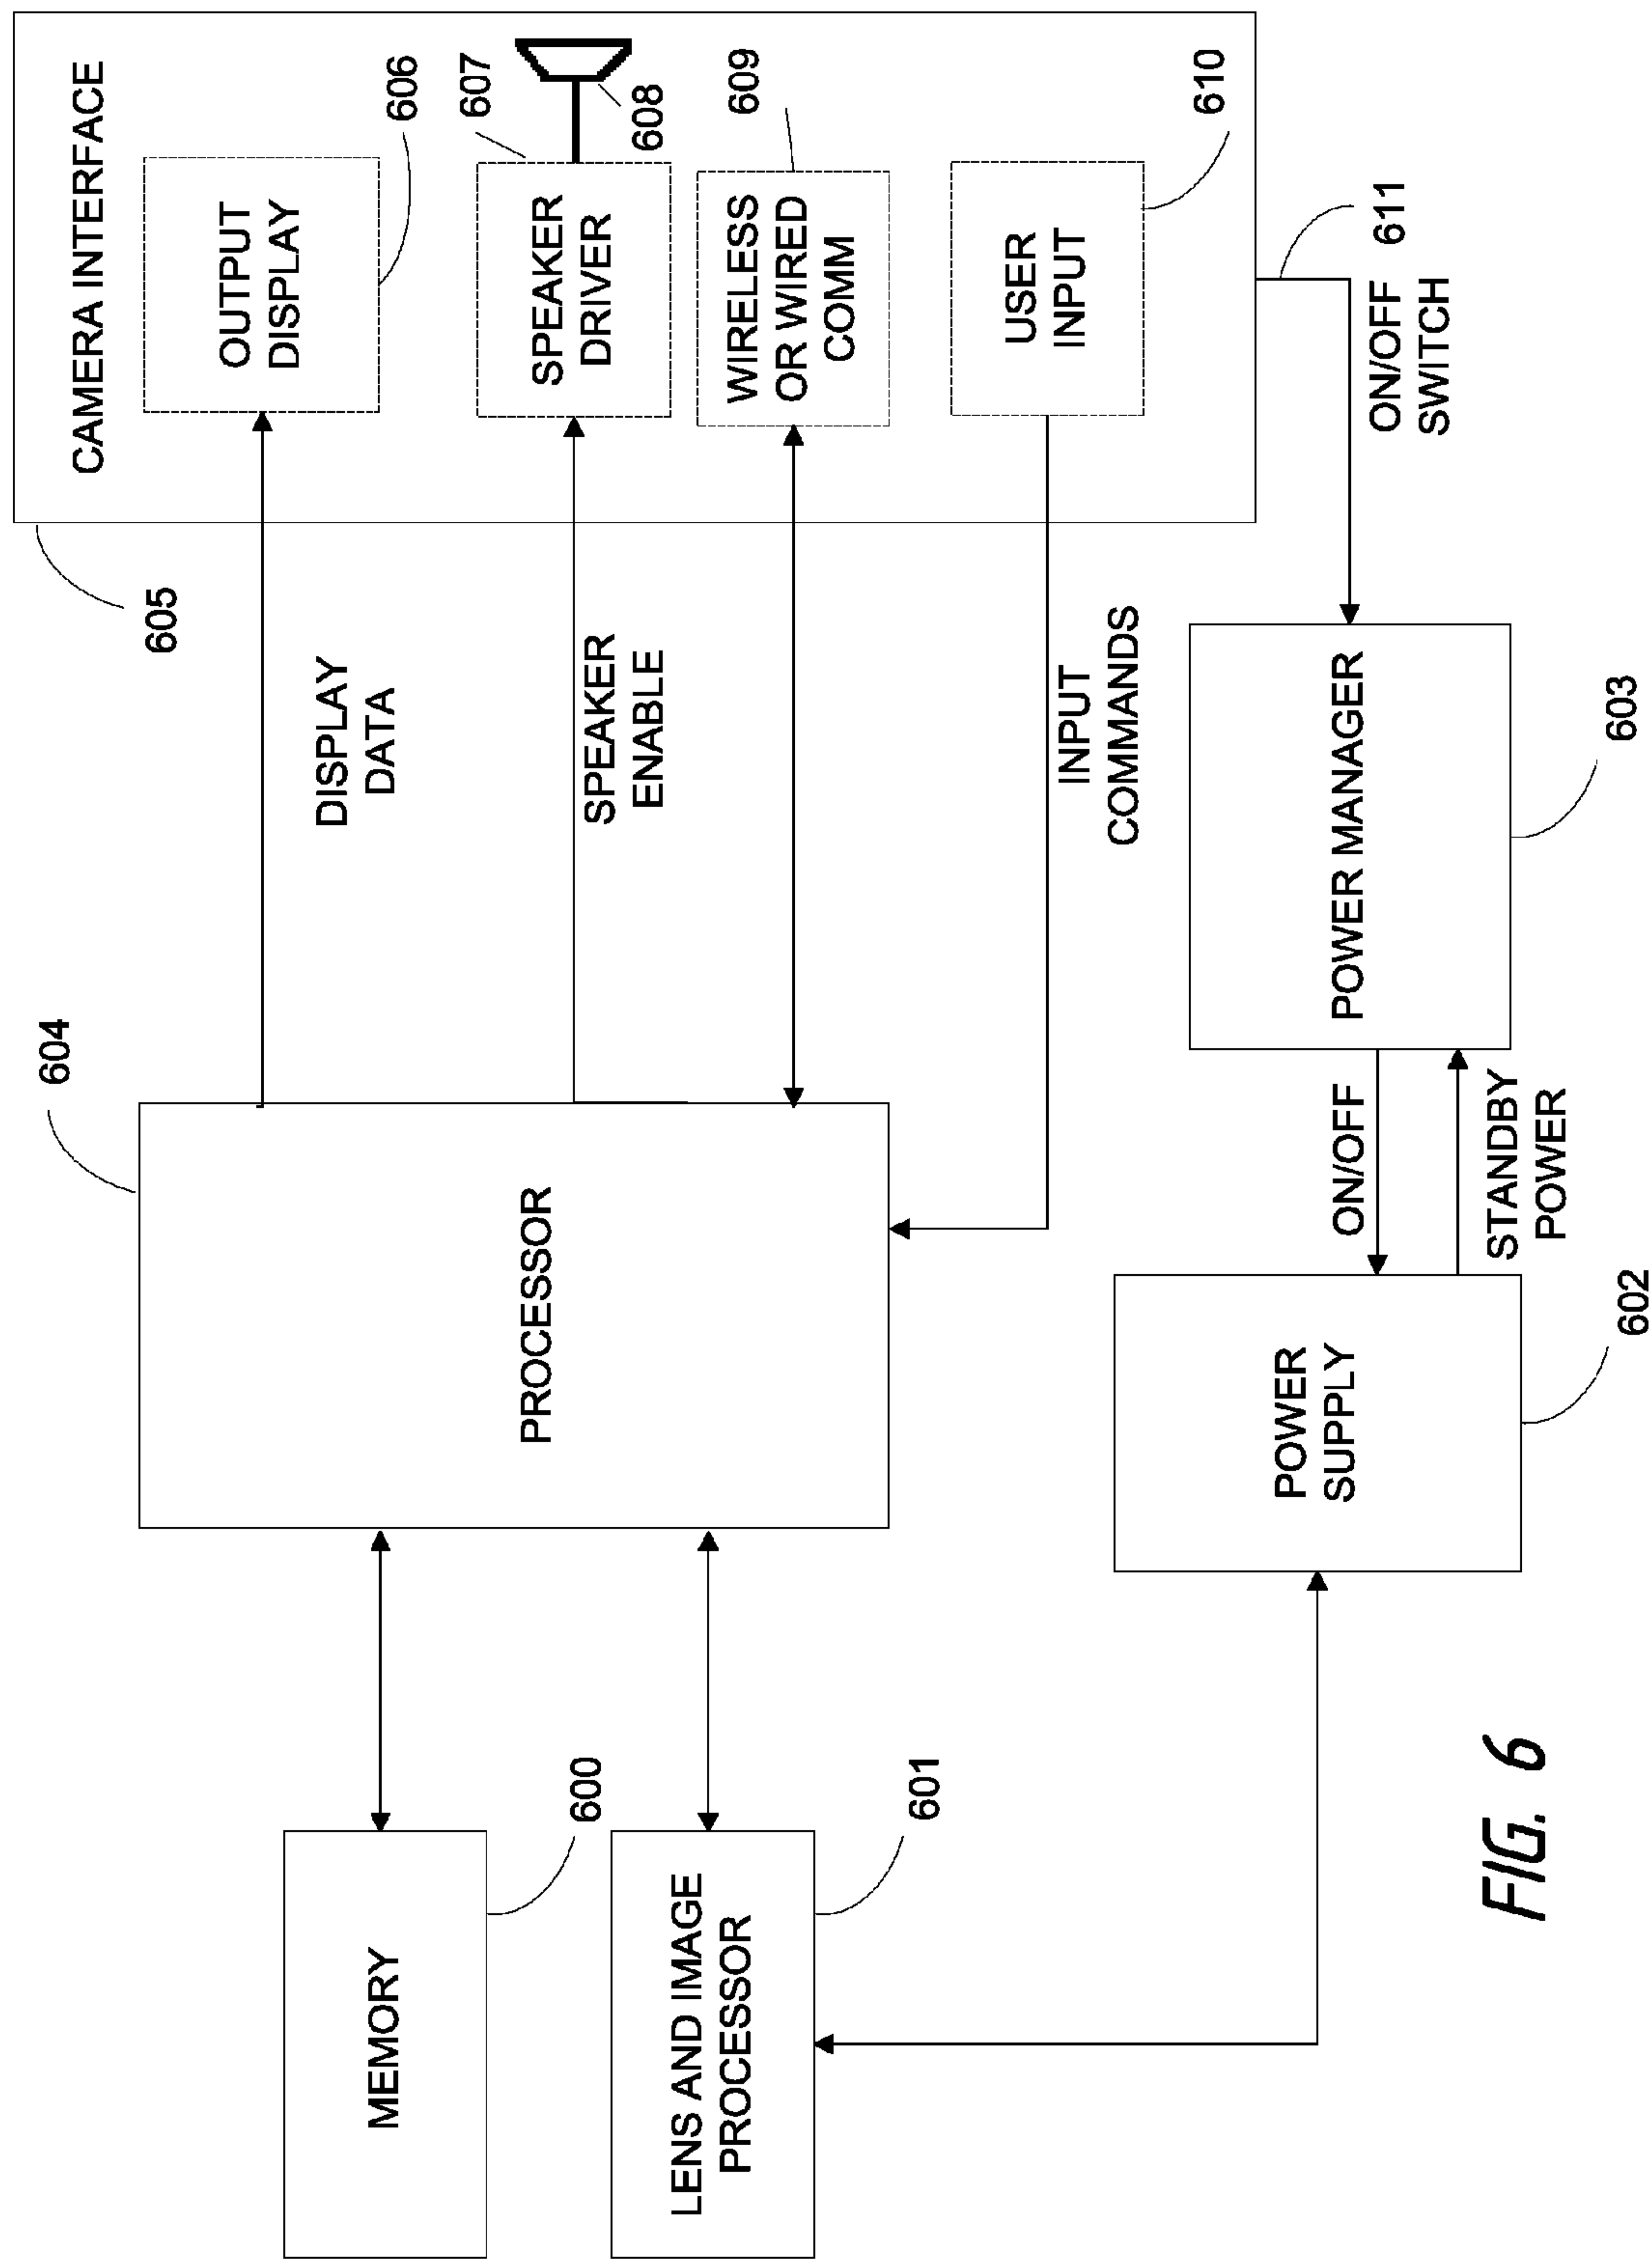 CAMERA INTERFACE
605
OUTPUT
DISPLAY
606
607
608
SPEAKER
DRIVER
609
WIRELESS
OR WIRED
COMM
610
USER
INPUT
611
ON/OFF
SWITCH
DISPLAY
DATA
SPEAKER
ENABLE
INPUT
COMMANDS
604
PROCESSOR
POWER MANAGER
603
ON/OFF
STANDBY
POWER
POWER
SUPPLY
602
MEMORY
600
LENS AND IMAGE
PROCESSOR
601
FIG. 6